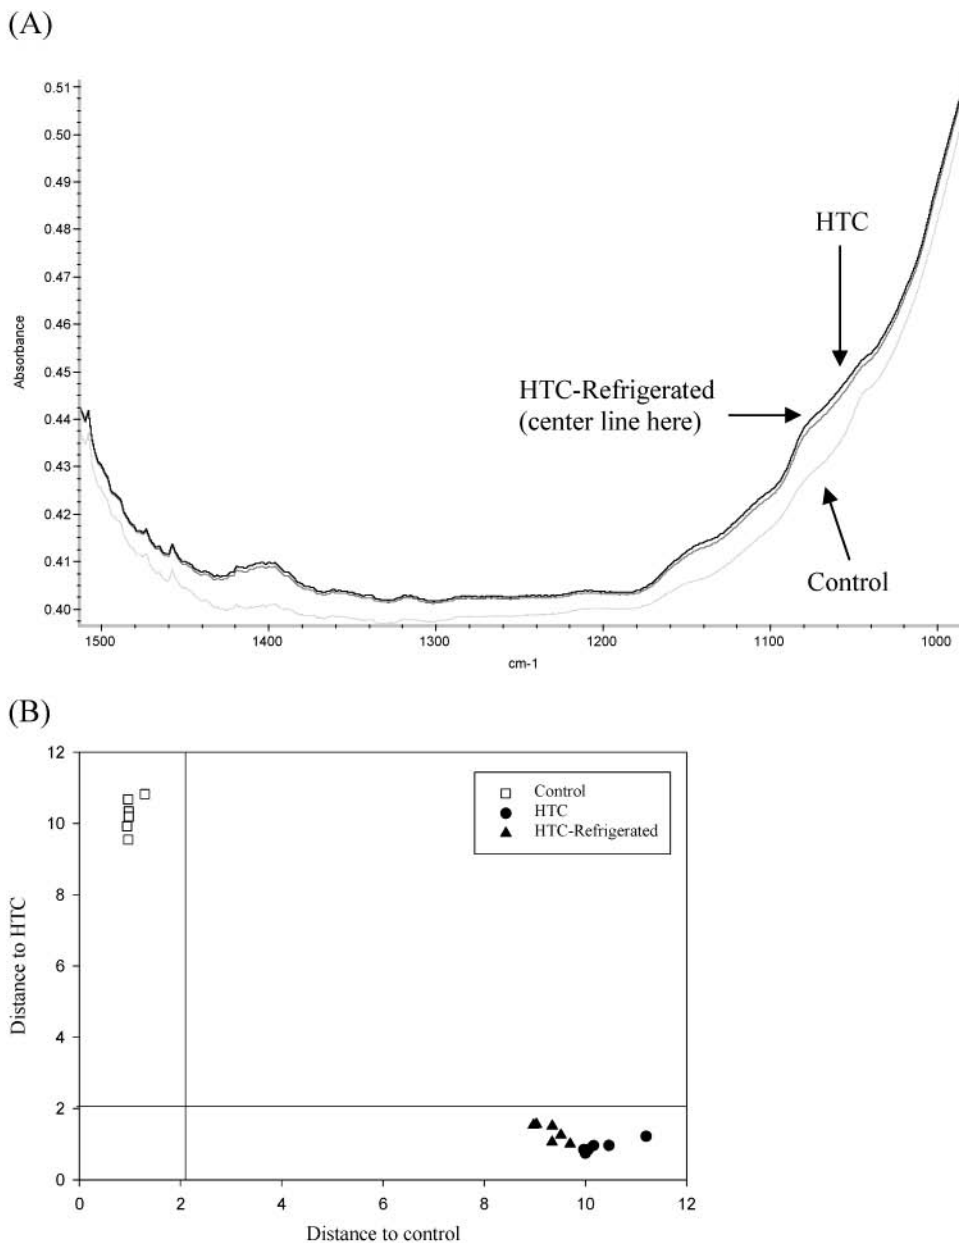 (A)
0.51
0.50
0.49
0.48
0.47
0.46
0.45
0.44
0.43
0.42
0.41
0.40
Absorbance
HTC
HTC-Refrigerated
(center line here)
Control
1500
1400
1300
1200
1100
1000
cm-1
(B)
12
10
8
6
4
2
0
Distance to HTC
Control
HTC
HTC-Refrigerated
0
2
4
6
8
10
12
Distance to control